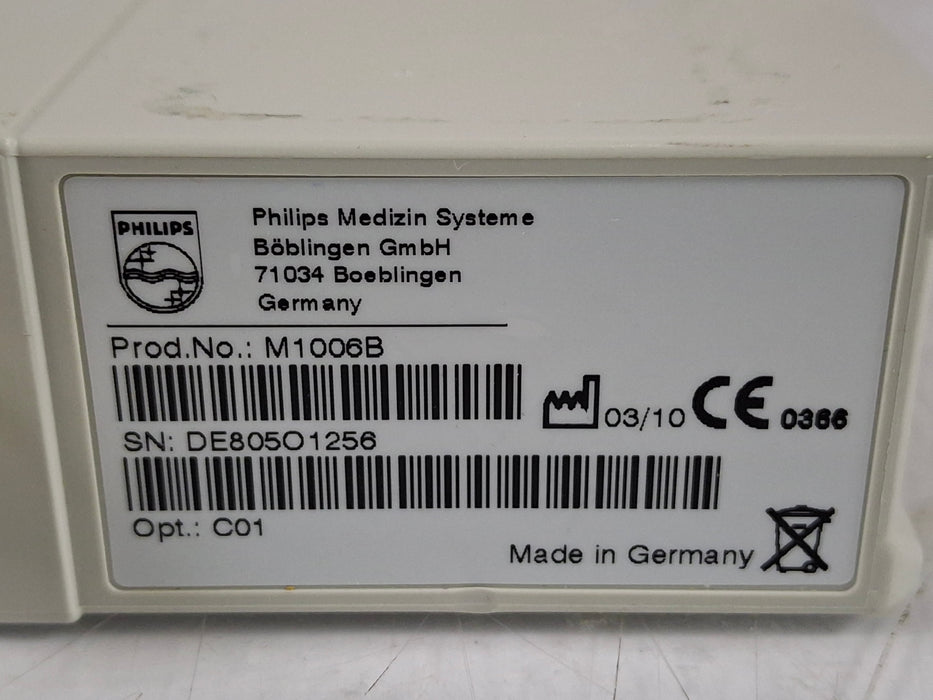 PHILIPS
Philips Medizin Systeme
Böblingen GmbH
71034 Boeblingen
Germany
Prod.No.: M1006B
03/10 CE 0366
SN: DE805O1256
Opt.: C01
Made in Germany